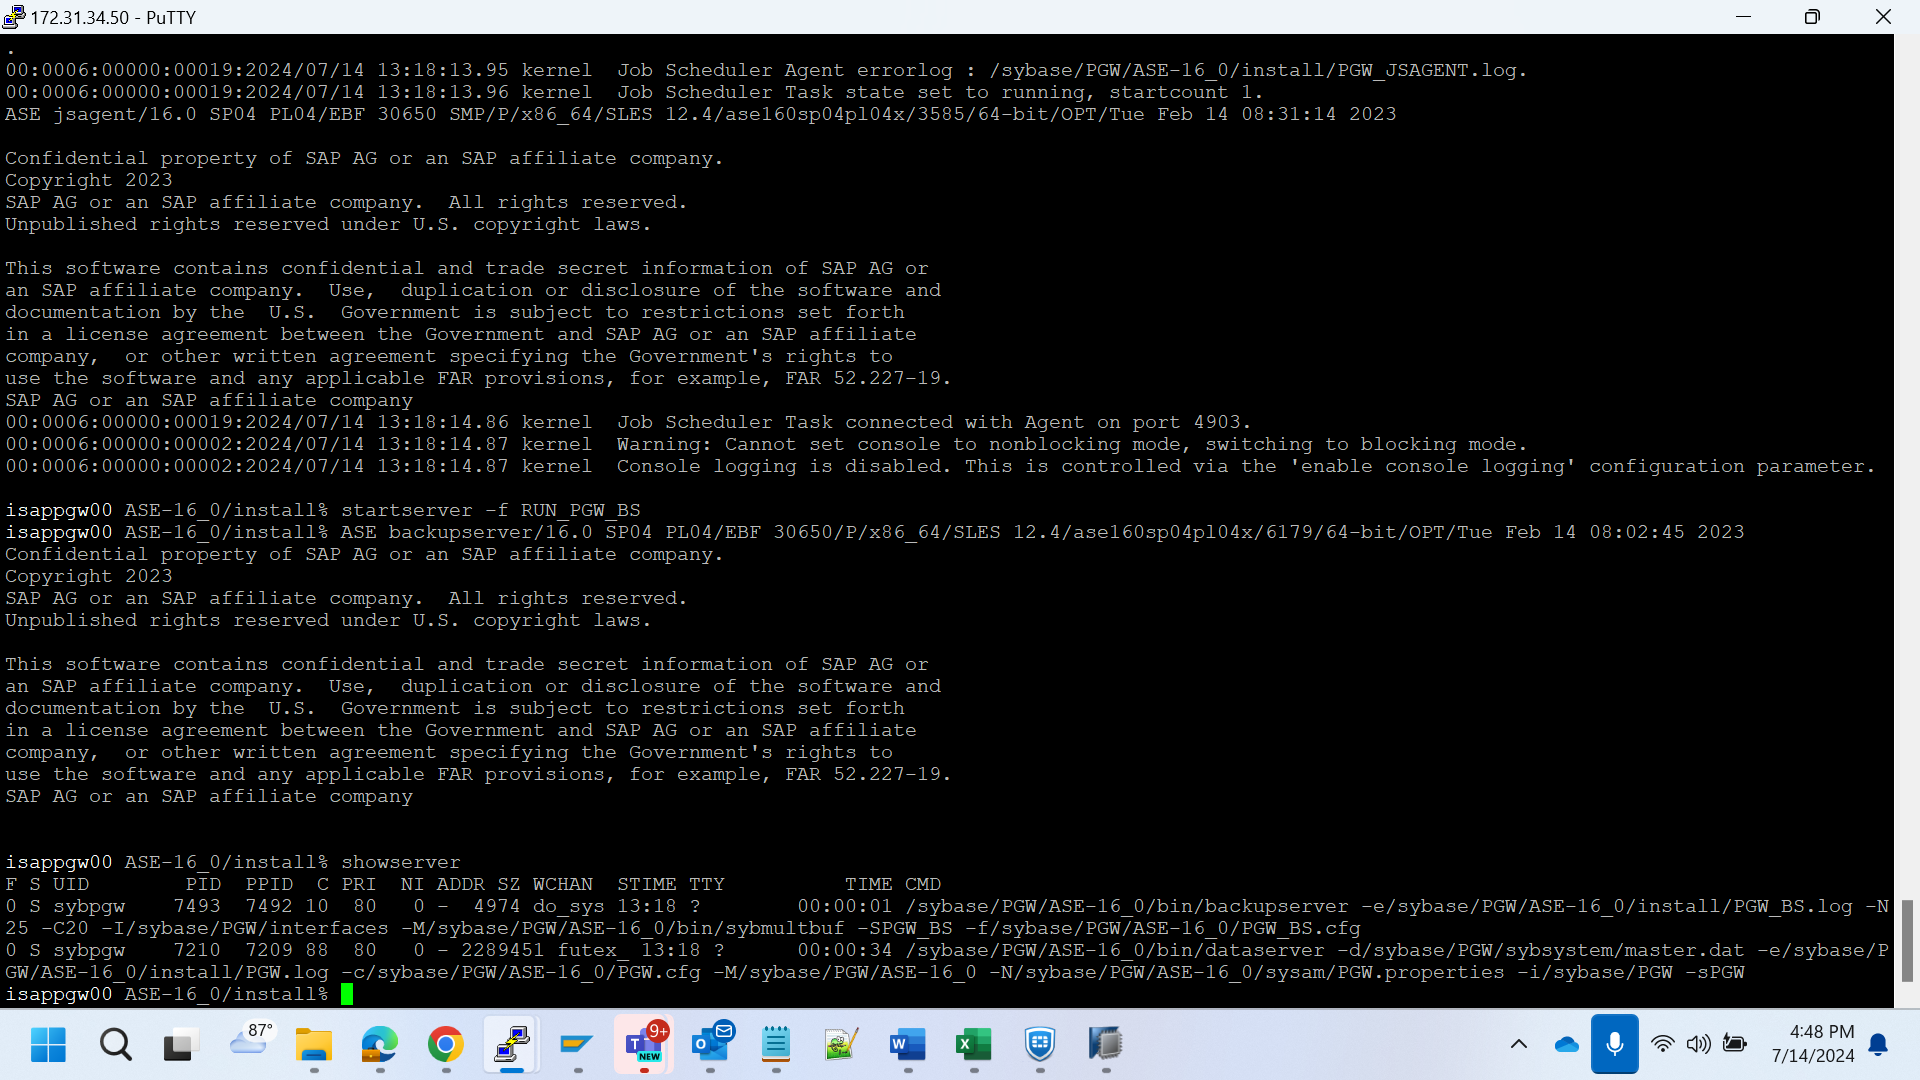 172.31.34.50 - PuTTY
.
00:0006:00000:00019:2024/07/14 13:18:13.95 kernel  Job Scheduler Agent errorlog : /sybase/PGW/ASE-16_0/install/PGW_JSAGENT.log.
00:0006:00000:00019:2024/07/14 13:18:13.96 kernel  Job Scheduler Task state set to running, startcount 1.
ASE jsagent/16.0 SP04 PL04/EBF 30650 SMP/P/x86_64/SLES 12.4/ase160sp04pl04x/3585/64-bit/OPT/Tue Feb 14 08:31:14 2023
Confidential property of SAP AG or an SAP affiliate company.
Copyright 2023
SAP AG or an SAP affiliate company.  All rights reserved.
Unpublished rights reserved under U.S. copyright laws.
This software contains confidential and trade secret information of SAP AG or
an SAP affiliate company.  Use,  duplication or disclosure of the software and
documentation by the  U.S.  Government is subject to restrictions set forth
in a license agreement between the Government and SAP AG or an SAP affiliate
company,  or other written agreement specifying the Government's rights to
use the software and any applicable FAR provisions, for example, FAR 52.227-19.
SAP AG or an SAP affiliate company
00:0006:00000:00019:2024/07/14 13:18:14.86 kernel  Job Scheduler Task connected with Agent on port 4903.
00:0006:00000:00002:2024/07/14 13:18:14.87 kernel  Warning: Cannot set console to nonblocking mode, switching to blocking mode.
00:0006:00000:00002:2024/07/14 13:18:14.87 kernel  Console logging is disabled. This is controlled via the 'enable console logging' configuration parameter.
isappgw00 ASE-16_0/install% startserver -f RUN_PGW_BS
isappgw00 ASE-16_0/install% ASE backupserver/16.0 SP04 PL04/EBF 30650/P/x86_64/SLES 12.4/ase160sp04pl04x/6179/64-bit/OPT/Tue Feb 14 08:02:45 2023
Confidential property of SAP AG or an SAP affiliate company.
Copyright 2023
SAP AG or an SAP affiliate company.  All rights reserved.
Unpublished rights reserved under U.S. copyright laws.
This software contains confidential and trade secret information of SAP AG or
an SAP affiliate company.  Use,  duplication or disclosure of the software and
documentation by the  U.S.  Government is subject to restrictions set forth
in a license agreement between the Government and SAP AG or an SAP affiliate
company,  or other written agreement specifying the Government's rights to
use the software and any applicable FAR provisions, for example, FAR 52.227-19.
SAP AG or an SAP affiliate company
isappgw00 ASE-16_0/install% showserver
F S UID        PID  PPID  C PRI  NI ADDR SZ WCHAN  STIME TTY          TIME CMD
0 S sybpgw    7493  7492 10  80   0 -  4974 do_sys 13:18 ?        00:00:01 /sybase/PGW/ASE-16_0/bin/backupserver -e/sybase/PGW/ASE-16_0/install/PGW_BS.log -N
25 -C20 -I/sybase/PGW/interfaces -M/sybase/PGW/ASE-16_0/bin/sybmultbuf -SPGW_BS -f/sybase/PGW/ASE-16_0/PGW_BS.cfg
0 S sybpgw    7210  7209 88  80   0 - 2289451 futex_ 13:18 ?      00:00:34 /sybase/PGW/ASE-16_0/bin/dataserver -d/sybase/PGW/sybsystem/master.dat -e/sybase/P
GW/ASE-16_0/install/PGW.log -c/sybase/PGW/ASE-16_0/PGW.cfg -M/sybase/PGW/ASE-16_0 -N/sybase/PGW/ASE-16_0/sysam/PGW.properties -i/sybase/PGW -sPGW
isappgw00 ASE-16_0/install%
87°
9+
T
NEW
O
W
X
4:48 PM
7/14/2024